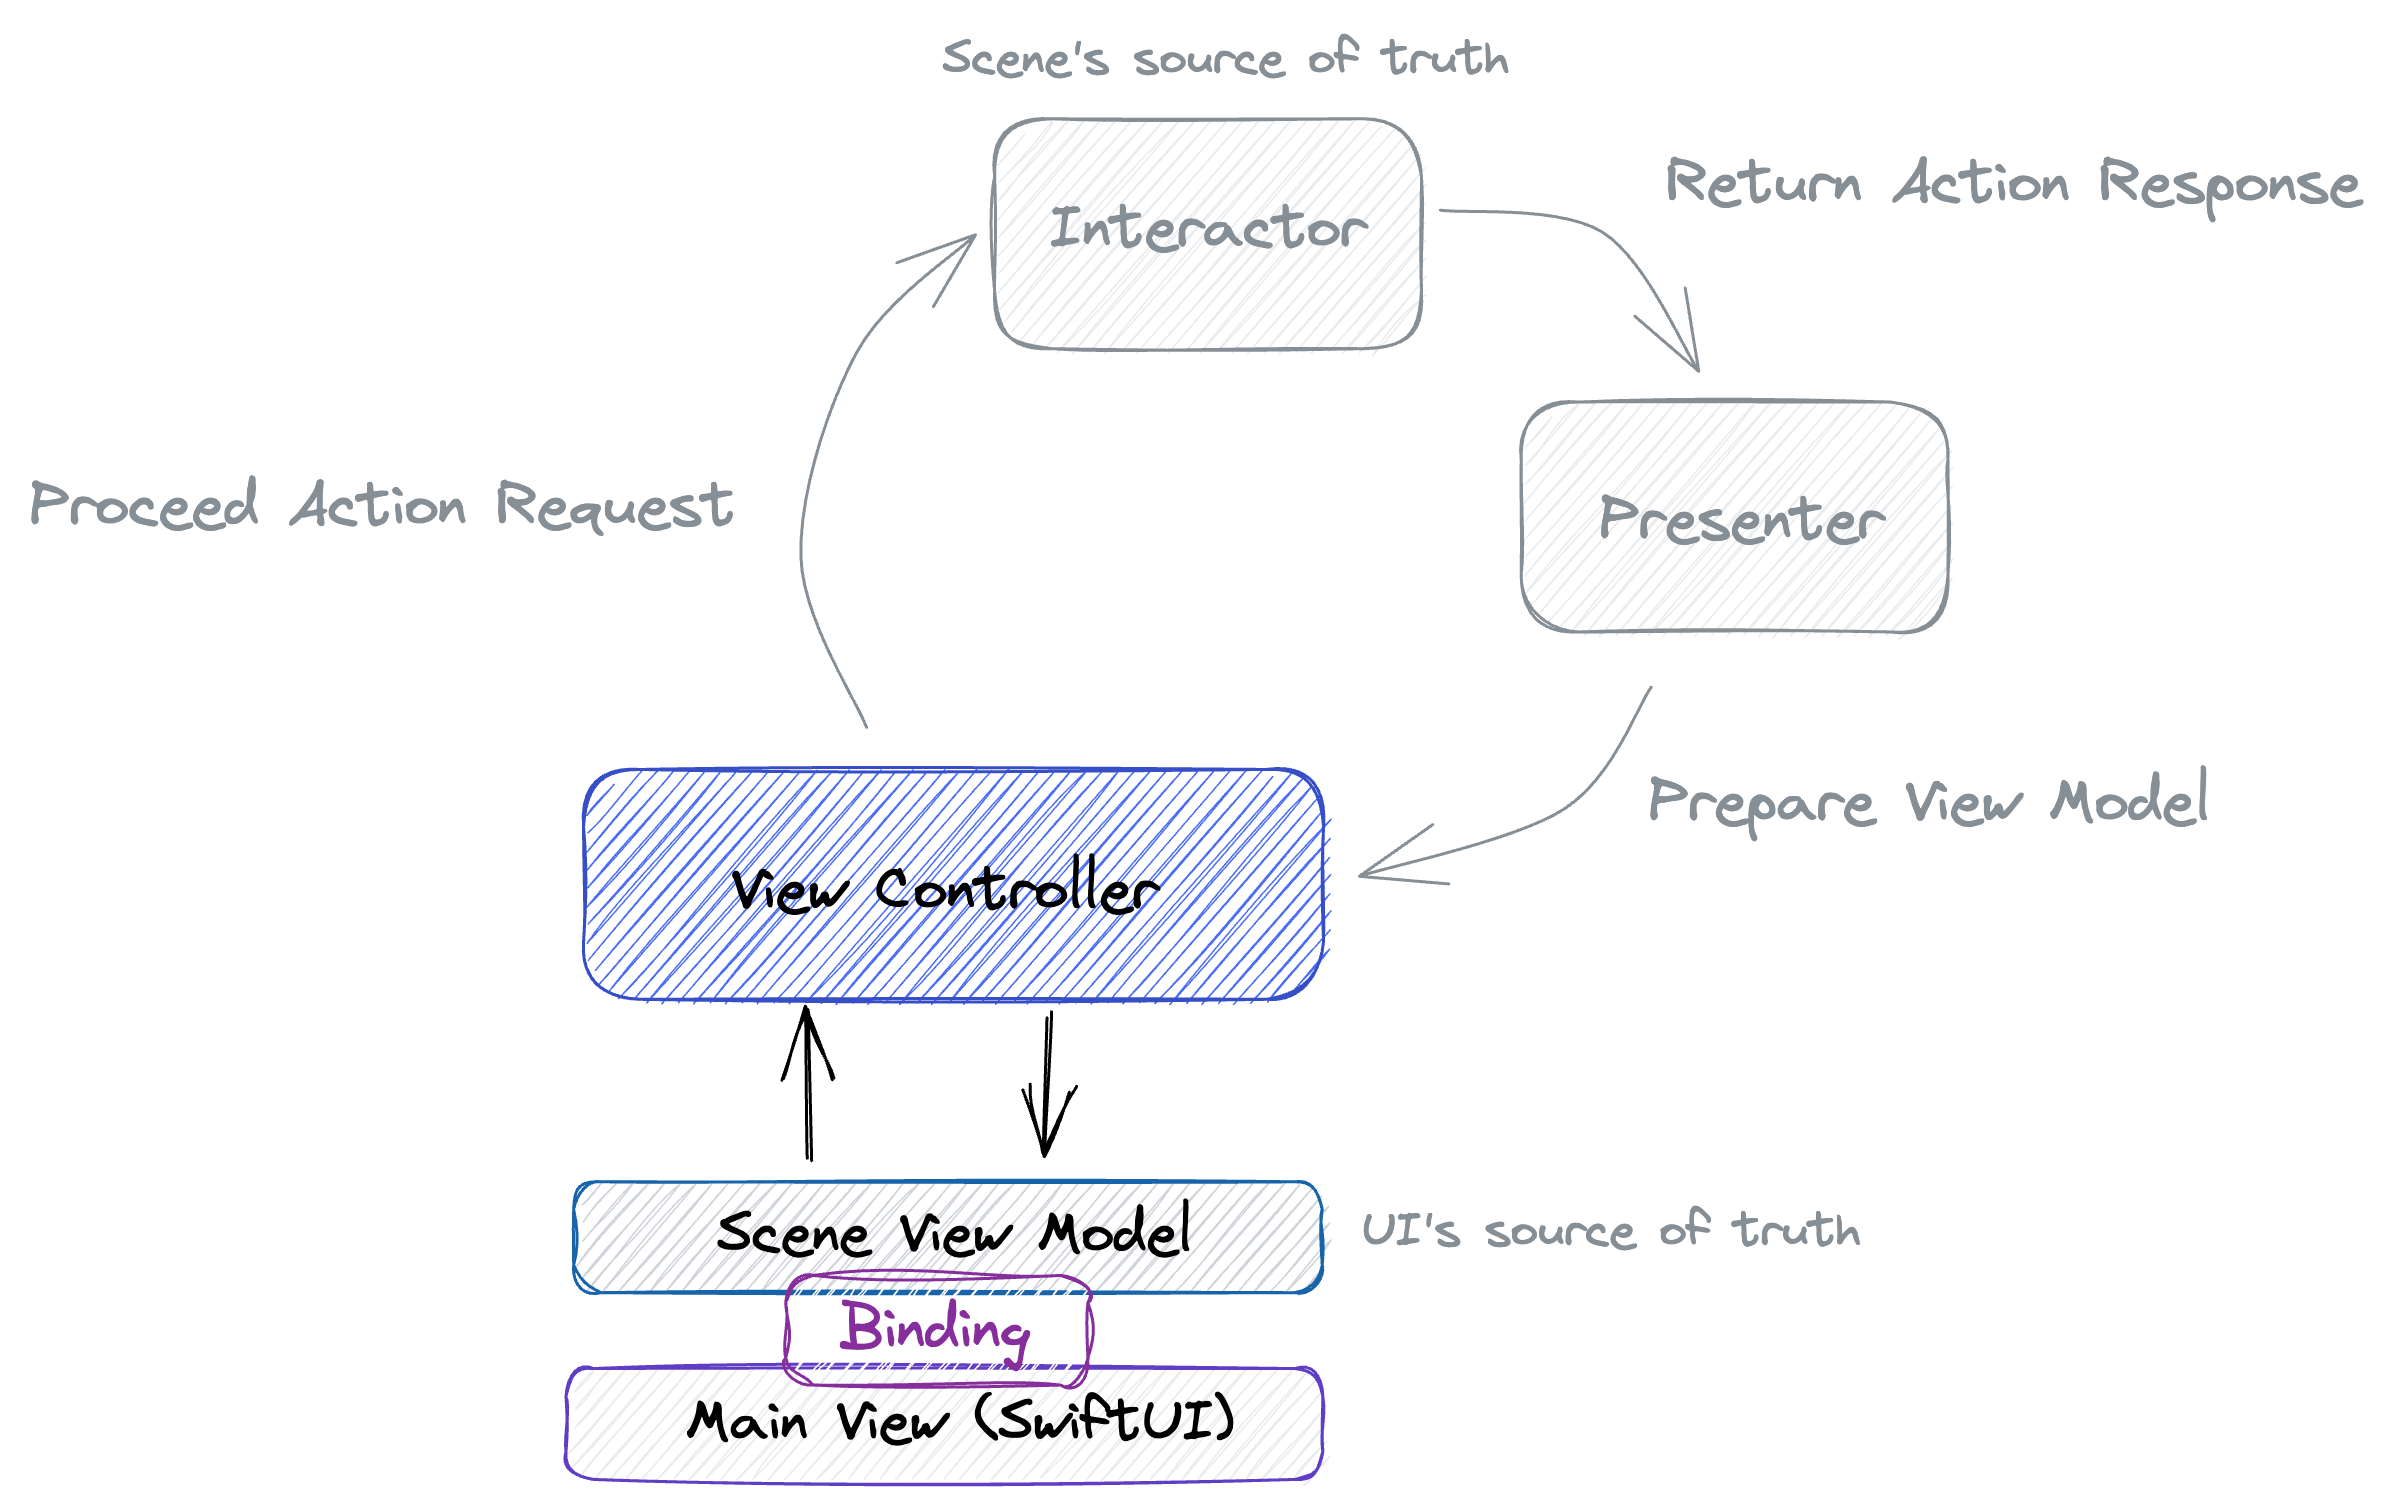 Scene's source of truth
Interactor
Return Action Response
Proceed Action Request
Presenter
Prepare View Model
View Controller
Scene View Model
UI's source of truth
Binding
Main View (SwiftUI)